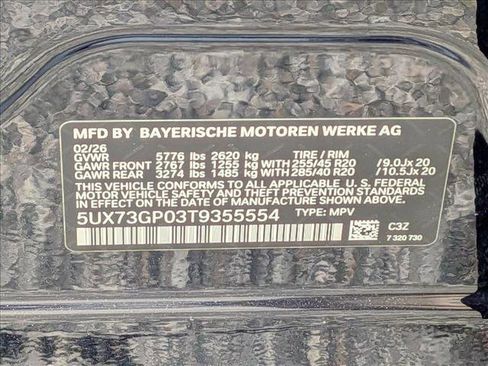 MFD BY BAYERISCHE MOTOREN WERKE AG
02/26
GVWR 5776 lbs 2620 kg TIRE / RIM
GAWR FRONT 2767 lbs 1255 kg WITH 255/45 R20 /9.0Jx 20
GAWR REAR 3274 lbs 1485 kg WITH 285/40 R20 /10.5Jx 20
THIS VEHICLE CONFORMS TO ALL APPLICABLE U.S. FEDERAL
MOTOR VEHICLE SAFETY AND THEFT PREVENTION STANDARDS
IN EFFECT ON THE DATE OF MANUFACTURE SHOWN ABOVE.
5UX73GP03T9355554 TYPE: MPV
C3Z
7 320 730